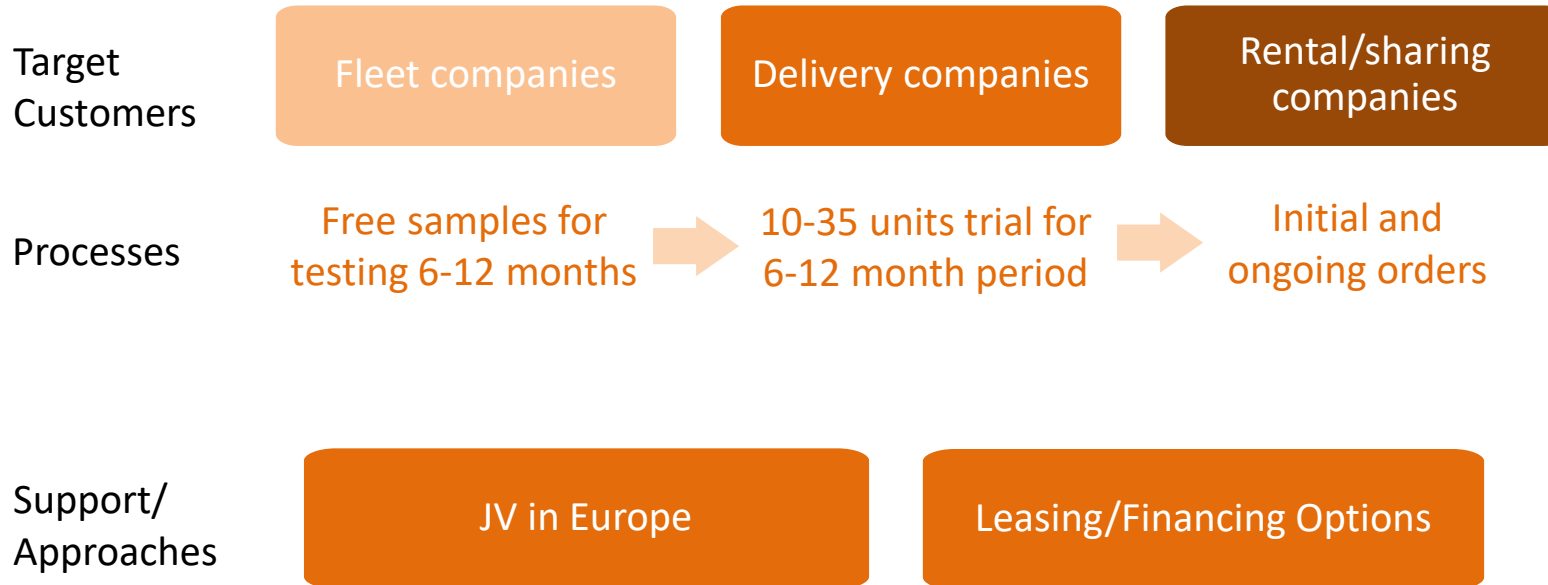 Target
Customers
Fleet companies
Delivery companies
Rental/sharing
companies
Processes
Free samples for
testing 6-12 months
10-35 units trial for
6-12 month period
Initial and
ongoing orders
Support/
Approaches
JV in Europe
Leasing/Financing Options